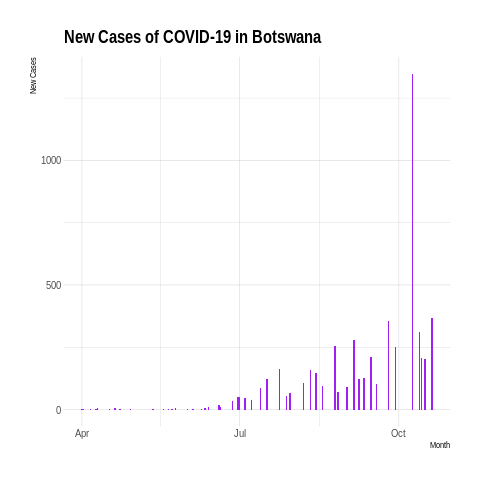 New Cases of COVID-19 in Botswana
New Cases
1000
500
0
Apr
Jul
Oct
Month